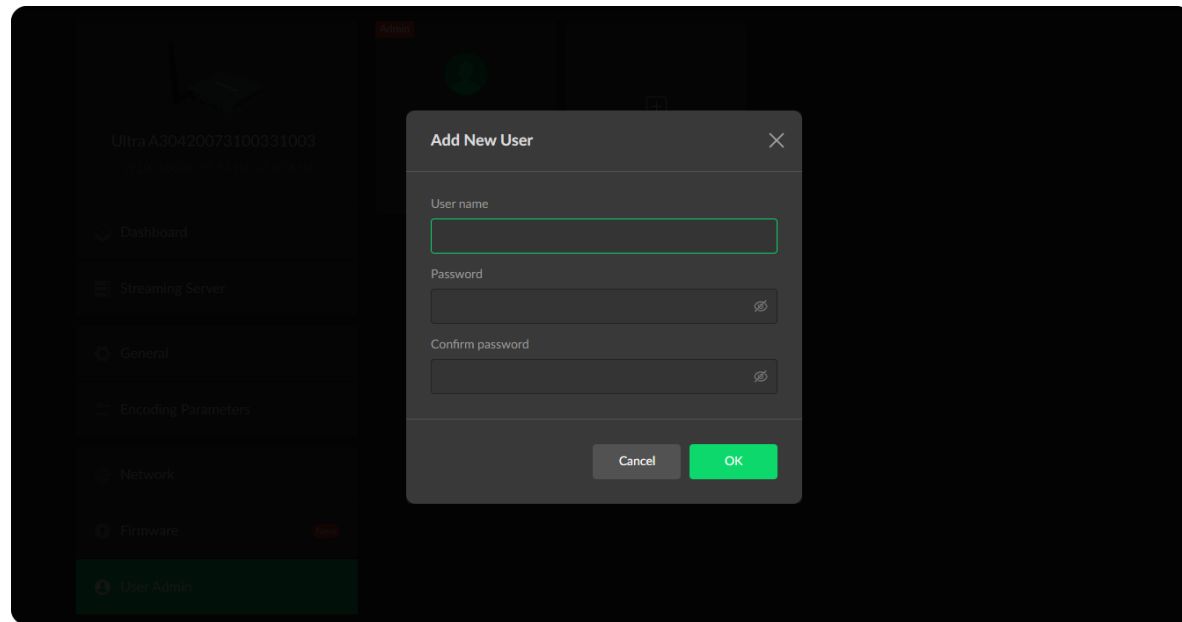 Admin
Ultra A30420073100331003
Dashboard
Streaming Server
General
Encoding Parameters
Network
Firmware
New
User Admin
Add New User
User name
Password
Confirm password
Cancel
OK